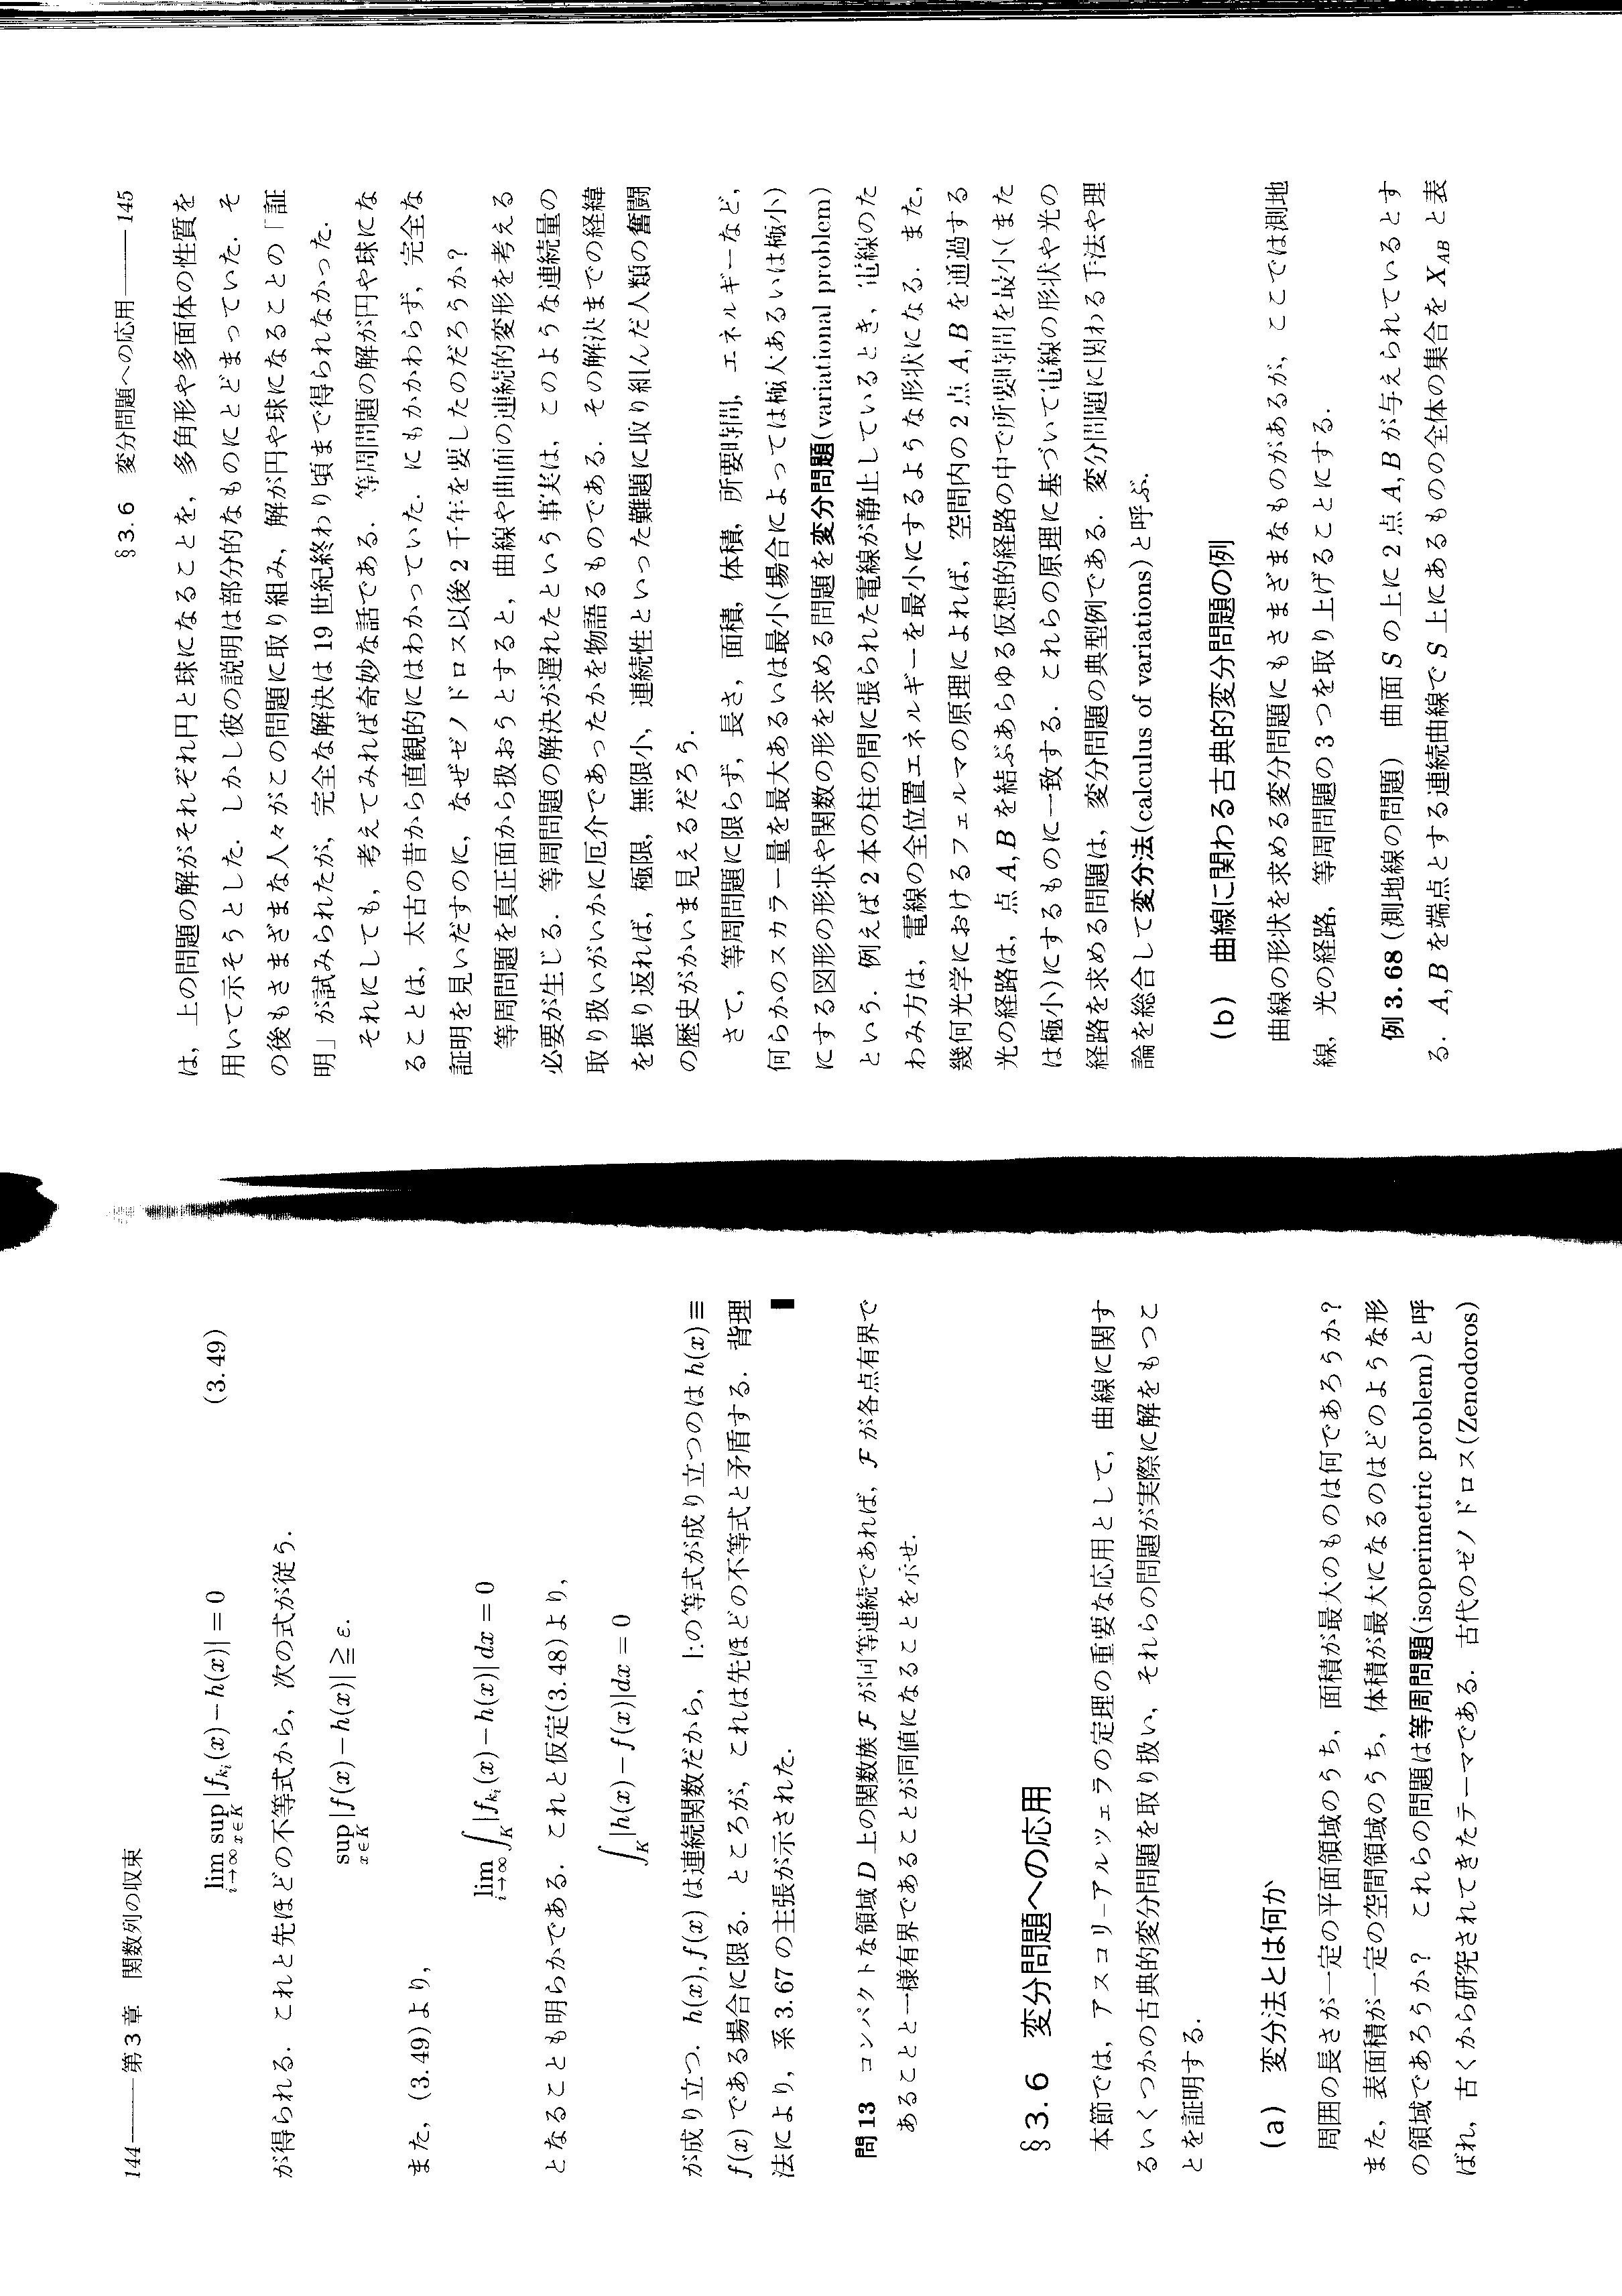 144——第3章 関数列の収束
lim_{i→∞} sup_{x∈K} |f_{k_i}(x)−h(x)| = 0 (3.49)
が得られる．これと先ほどの不等式から，次の式が従う．
sup_{x∈K} |f(x)−h(x)| ≧ ε.
また，(3.49)より，
lim_{i→∞} ∫_K |f_{k_i}(x)−h(x)| dx = 0
となることも明らかである．これと仮定(3.48)より，
∫_K |h(x)−f(x)|dx = 0
が成り立つ．h(x), f(x) は連続関数だから，上の等式が成り立つのは h(x)≡
f(x) である場合に限る．ところが，これは先ほどの不等式と矛盾する．背理
法により，系 3.67 の主張が示された． ▮
問 13 コンパクトな領域 D 上の関数族 𝓕 が同等連続であれば，𝓕 が各点有界で
あることと一様有界であることが同値になることを示せ．
§3.6 変分問題への応用
本節では，アスコリ–アルツェラの定理の重要な応用として，曲線に関す
るいくつかの古典的変分問題を取り扱い，それらの問題が実際に解をもつこ
とを証明する．
(a) 変分法とは何か
周囲の長さが一定の平面領域のうち，面積が最大のものは何であろうか？
また，表面積が一定の空間領域のうち，体積が最大になるのはどのような形
の領域であろうか？ これらの問題は等周問題(isoperimetric problem)と呼
ばれ，古くから研究されてきたテーマである．古代のゼノドロス(Zenodoros)
§3.6 変分問題への応用——145
は，上の問題の解がそれぞれ円と球になることを，多角形や多面体の性質を
用いて示そうとした．しかし彼の説明は部分的なものにとどまっていた．そ
の後もさまざまな人々がこの問題に取り組み，解が円や球になることの「証
明」が試みられたが，完全な解決は 19 世紀終わり頃まで得られなかった．
それにしても，考えてみれば奇妙な話である．等周問題の解が円や球にな
ることは，太古の昔から直観的にはわかっていた．にもかかわらず，完全な
証明を見いだすのに，なぜゼノドロス以後 2 千年を要したのだろうか？
等周問題を真正面から扱おうとすると，曲線や曲面の連続的変形を考える
必要が生じる．等周問題の解決が遅れたという事実は，このような連続量の
取り扱いがいかに厄介であったかを物語るものである．その解決までの経緯
を振り返れば，極限，無限小，連続性といった難題に取り組んだ人類の奮闘
の歴史がかいま見えるだろう．
さて，等周問題に限らず，長さ，面積，体積，所要時間，エネルギーなど，
何らかのスカラー量を最大あるいは最小(場合によっては極大あるいは極小)
にする図形の形状や関数の形を求める問題を変分問題(variational problem)
という．例えば 2 本の柱の間に張られた電線が静止しているとき，電線のた
わみ方は，電線の全位置エネルギーを最小にするような形状になる．また，
幾何光学におけるフェルマの原理によれば，空間内の 2 点 A, B を通過する
光の経路は，点 A, B を結ぶあらゆる仮想的経路の中で所要時間を最小(また
は極小)にするものに一致する．これらの原理に基づいて電線の形状や光の
経路を求める問題は，変分問題の典型例である．変分問題に関わる手法や理
論を総合して変分法(calculus of variations)と呼ぶ．
(b) 曲線に関わる古典的変分問題の例
曲線の形状を求める変分問題にもさまざまなものがあるが，ここでは測地
線，光の経路，等周問題の 3 つを取り上げることにする．
例 3.68 (測地線の問題) 曲面 S の上に 2 点 A, B が与えられているとす
る．A, B を端点とする連続曲線で S 上にあるものの全体の集合を X_{AB} と表